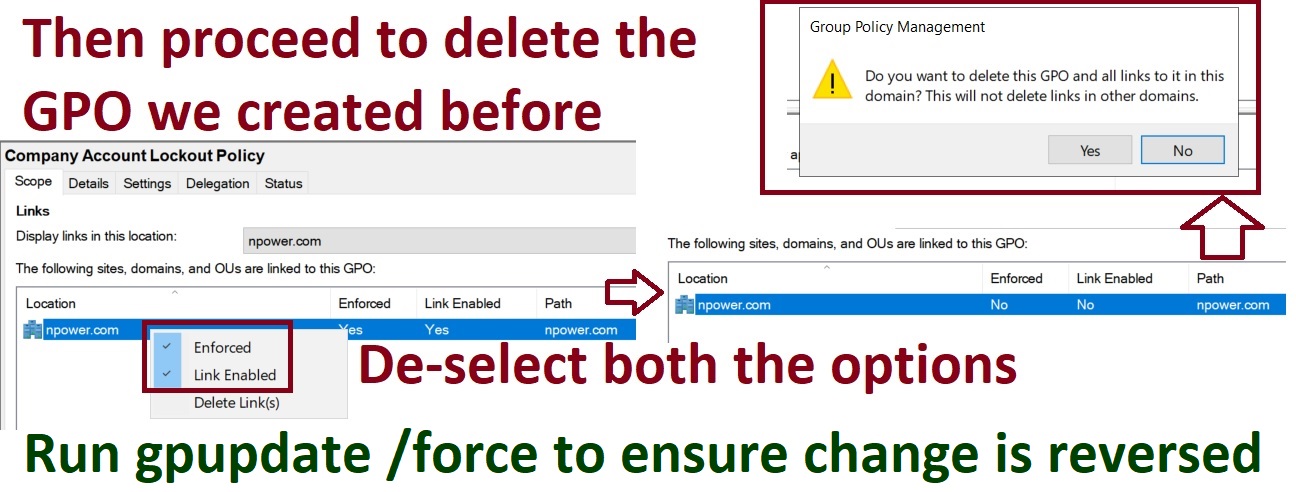 Then proceed to delete the
GPO we created before
Company Account Lockout Policy
Scope Details Settings Delegation Status
Links
Display links in this location: npower.com
The following sites, domains, and OUs are linked to this GPO:
Location Enforced Link Enabled Path
npower.com Yes Yes npower.com
Enforced
Link Enabled
Delete Link(s)
Group Policy Management
Do you want to delete this GPO and all links to it in this
domain? This will not delete links in other domains.
Yes No
The following sites, domains, and OUs are linked to this GPO:
Location Enforced Link Enabled Path
npower.com No No npower.com
De-select both the options
Run gpupdate /force to ensure change is reversed